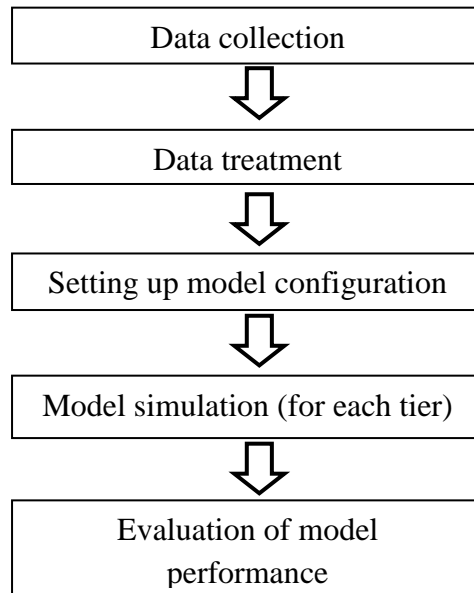 Data collection
Data treatment
Setting up model configuration
Model simulation (for each tier)
Evaluation of model
performance